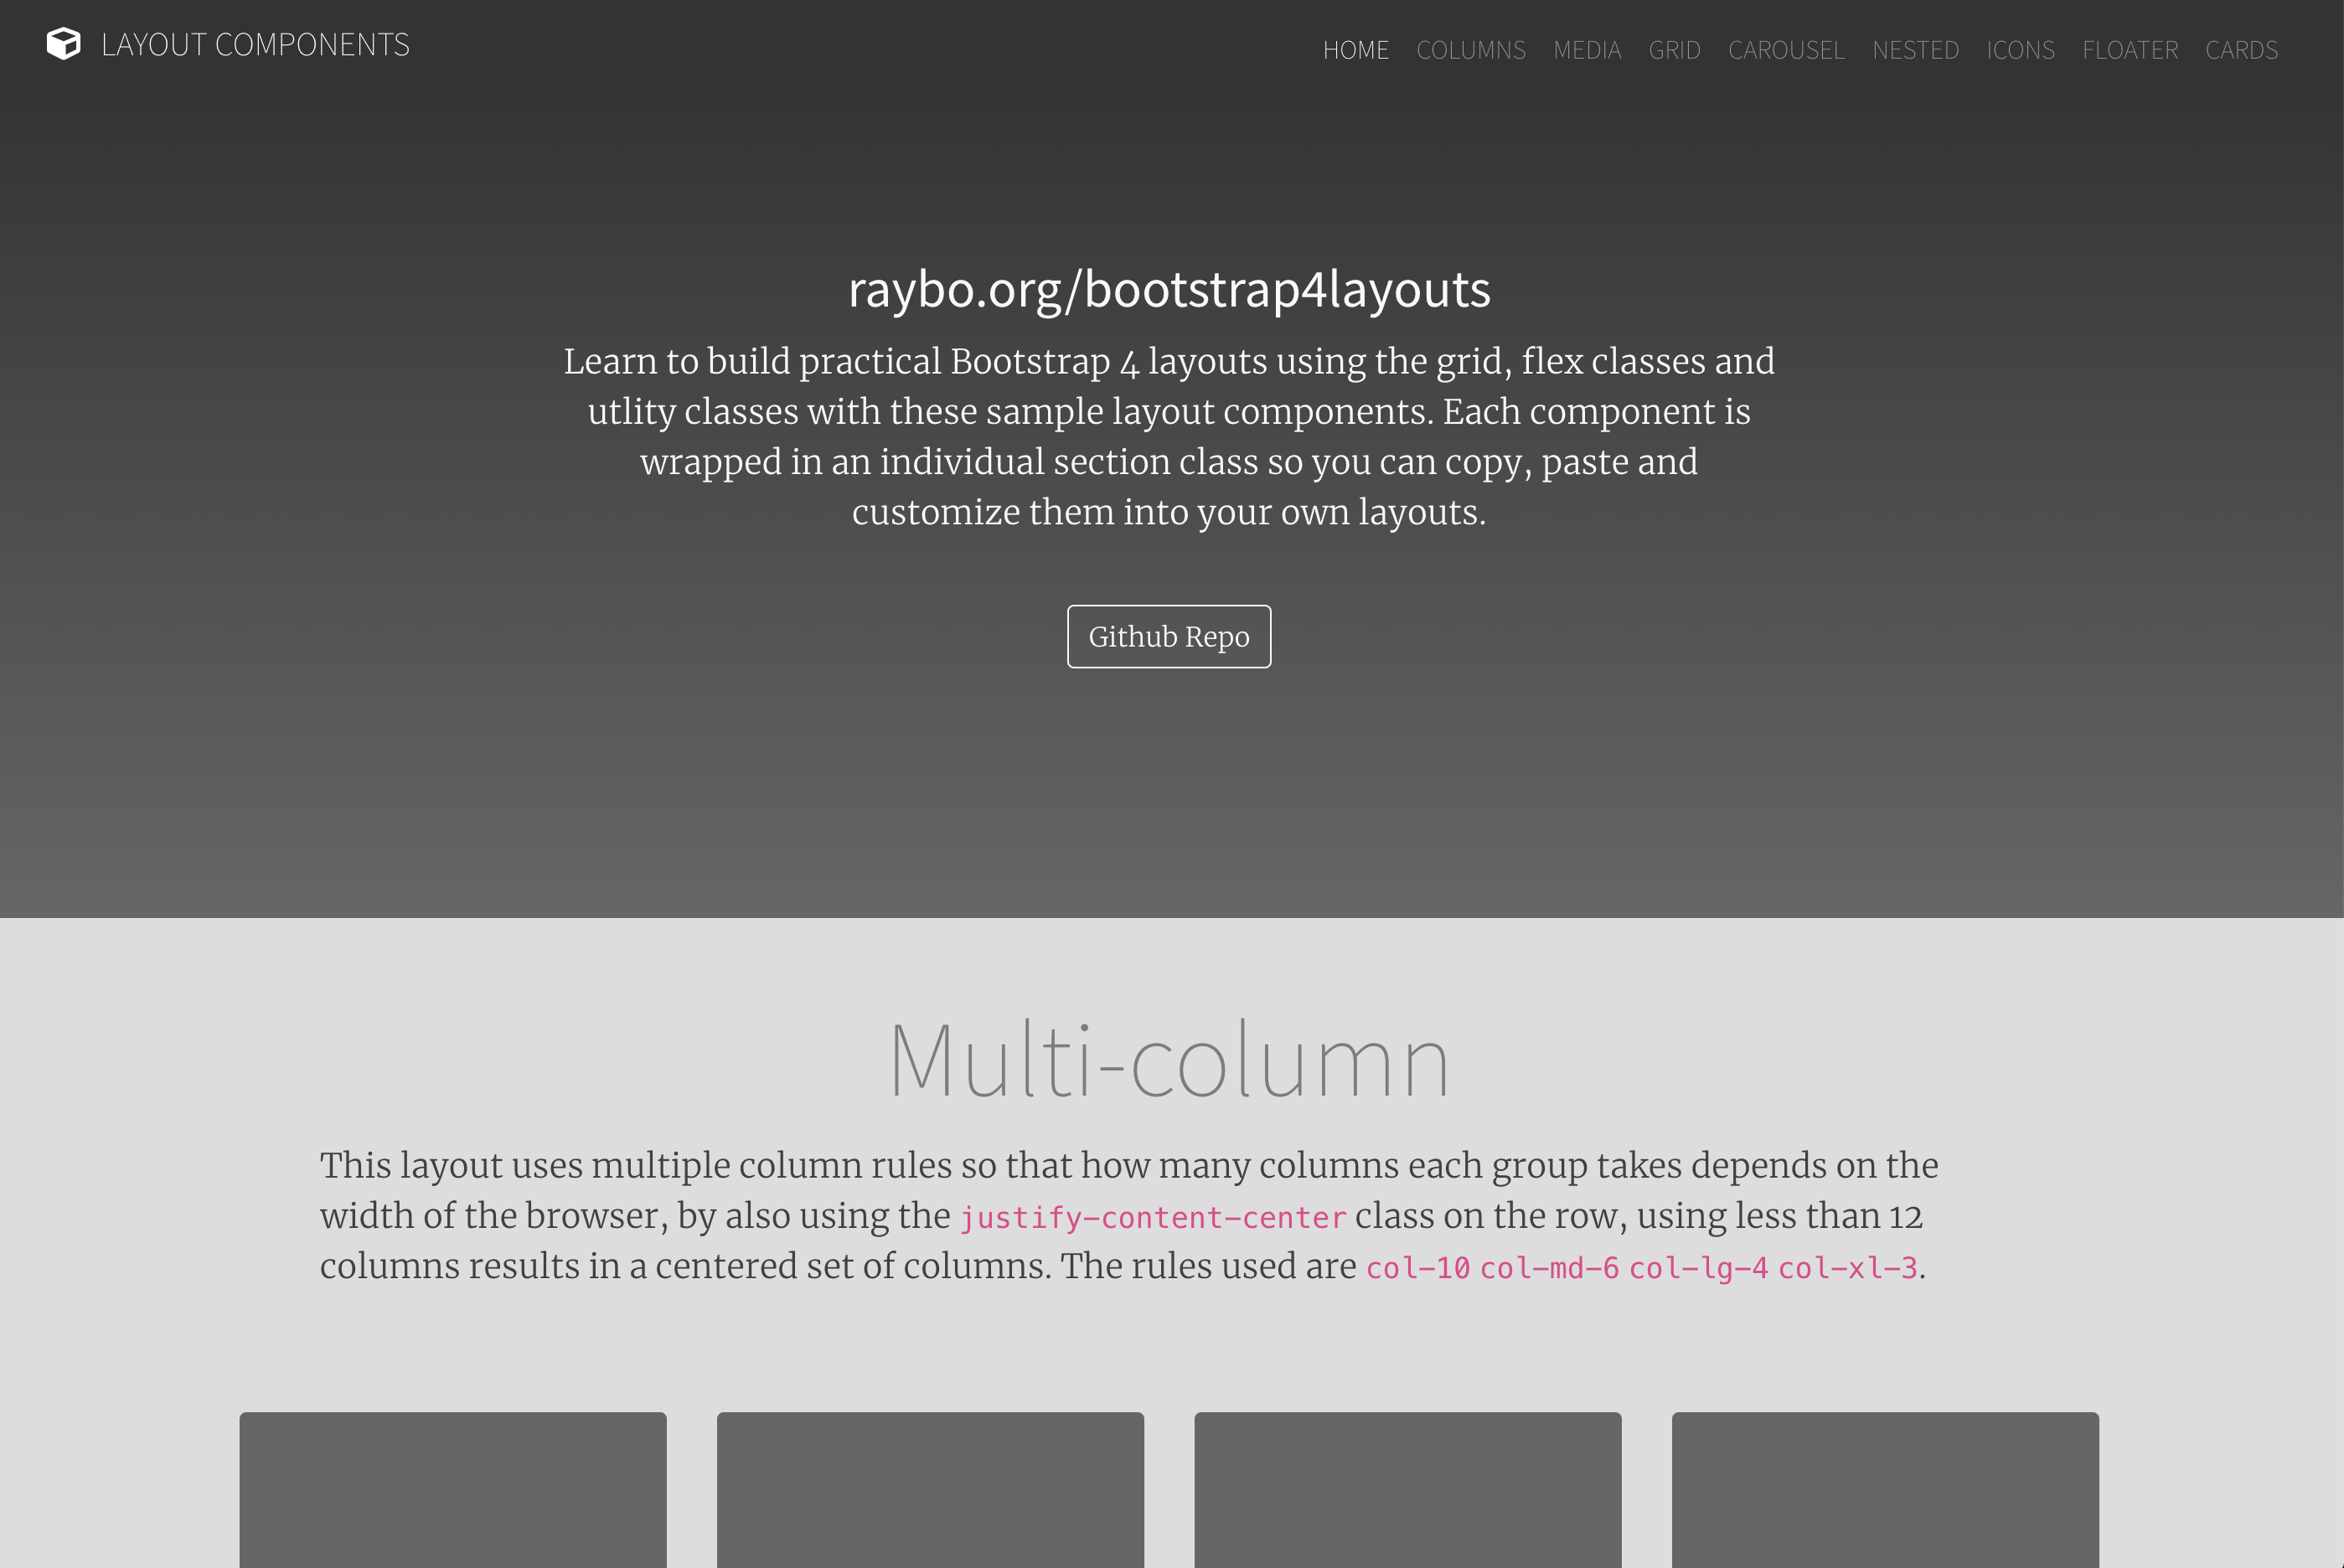 LAYOUT COMPONENTS
HOME COLUMNS MEDIA GRID CAROUSEL NESTED ICONS FLOATER CARDS
raybo.org/bootstrap4layouts
Learn to build practical Bootstrap 4 layouts using the grid, flex classes and
utlity classes with these sample layout components. Each component is
wrapped in an individual section class so you can copy, paste and
customize them into your own layouts.
Github Repo
Multi-column
This layout uses multiple column rules so that how many columns each group takes depends on the
width of the browser, by also using the justify-content-center class on the row, using less than 12
columns results in a centered set of columns. The rules used are col-10 col-md-6 col-lg-4 col-xl-3.